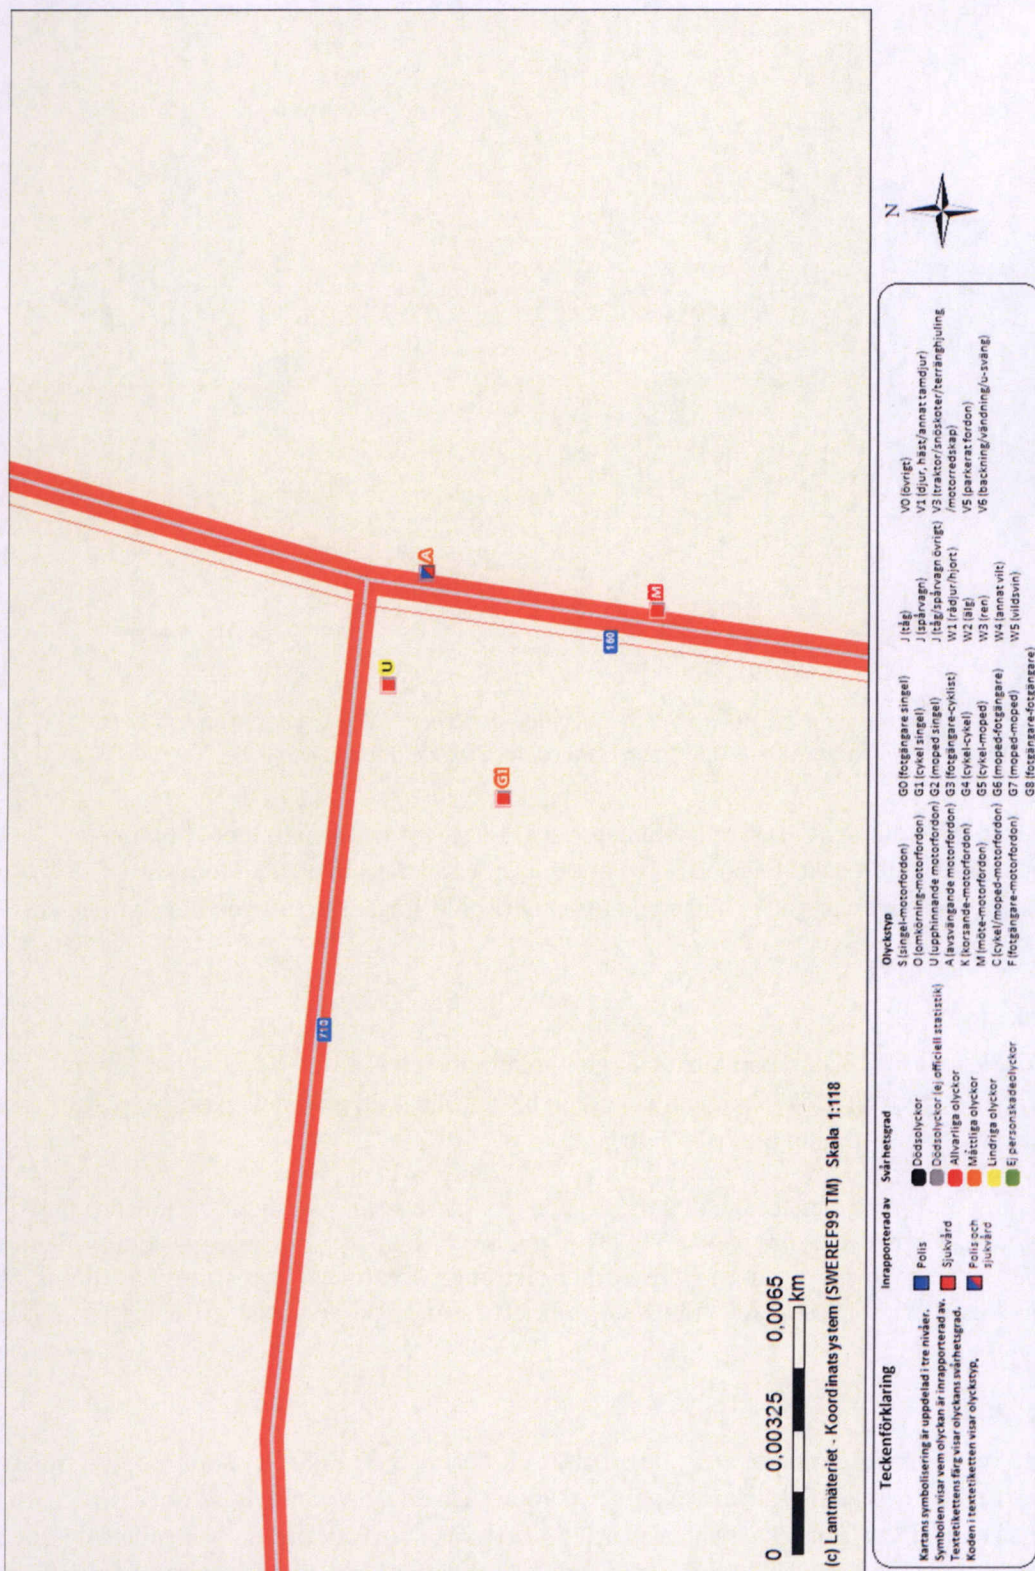 A
U
M
G1
160
710
0 0,00325 0,0065
km
(c) Lantmäteriet - Koordinatsystem (SWEREF99 TM) Skala 1:118
N
Teckenförklaring
Kartans symbolisering är uppdelad i tre nivåer.
Symbolen visar vem olyckan är inrapporterad av.
Textetikettens färg visar olyckans svårhetsgrad.
Koden i textetiketten visar olyckstyp.
Inrapporterad av
Polis
Sjukvård
Polis och
sjukvård
Svårhetsgrad
Dödsolyckor
Dödsolyckor (ej officiell statistik)
Allvarliga olyckor
Måttliga olyckor
Lindriga olyckor
Ej personskadeolyckor
Olyckstyp
S (singel-motorfordon)
O (omkörning-motorfordon)
U (upphinnande motorfordon)
A (avsvängande motorfordon)
K (korsande-motorfordon)
M (möte-motorfordon)
C (cykel/moped-motorfordon)
F (fotgängare-motorfordon)
G0 (fotgängare singel)
G1 (cykel singel)
G2 (moped singel)
G3 (fotgängare-cyklist)
G4 (cykel-cykel)
G5 (cykel-moped)
G6 (moped-fotgängare)
G7 (moped-moped)
G8 (fotgängare-fotgängare)
J (tåg)
J (spårvagn)
J (tåg/spårvagn övrigt)
W1 (rådjur/hjort)
W2 (älg)
W3 (ren)
W4 (annat vilt)
W5 (vildsvin)
V0 (övrigt)
V1 (djur, häst/annat tamdjur)
V3 (traktor/snöskoter/terränghjuling
/motorredskap)
V5 (parkerat fordon)
V6 (backning/vändning/u-sväng)